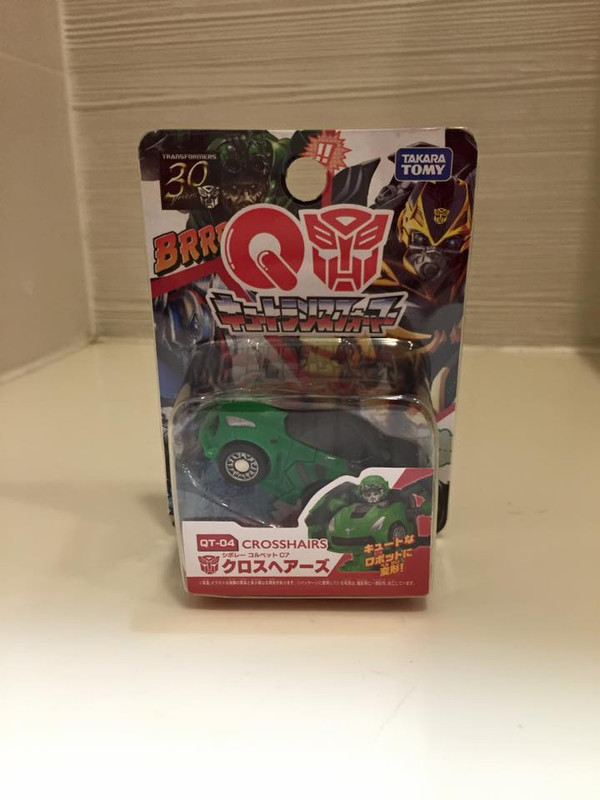 TRANSFORMERS
30
!!
TAKARA
TOMY
BRRR
Q
キュートランスフォーマー
QT-04 CROSSHAIRS
シボレー コルベット C7
クロスヘアーズ
キュートな
ロボットに
変形!